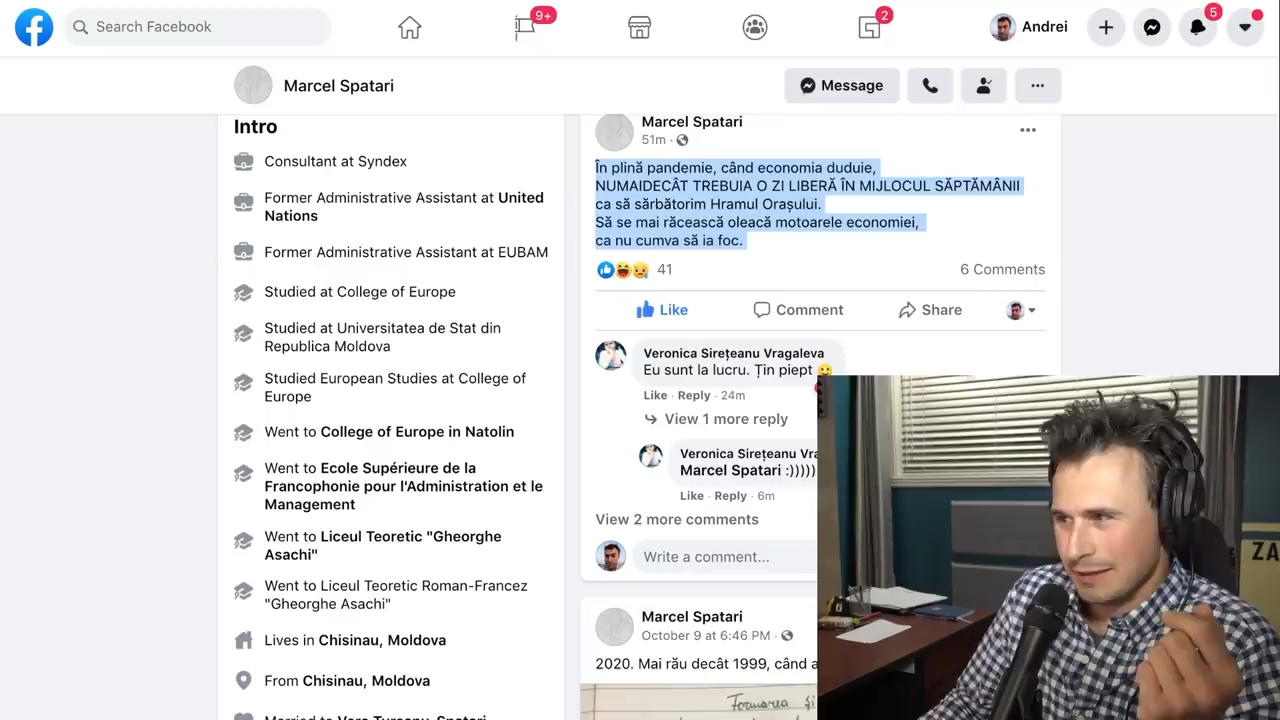 Search Facebook
9+
2
Andrei
5
Marcel Spatari
Message
Intro
Consultant at Syndex
Former Administrative Assistant at United
Nations
Former Administrative Assistant at EUBAM
Studied at College of Europe
Studied at Universitatea de Stat din
Republica Moldova
Studied European Studies at College of
Europe
Went to College of Europe in Natolin
Went to Ecole Supérieure de la
Francophonie pour l'Administration et le
Management
Went to Liceul Teoretic "Gheorghe
Asachi"
Went to Liceul Teoretic Roman-Francez
"Gheorghe Asachi"
Lives in Chisinau, Moldova
From Chisinau, Moldova
Married to Vera Turcanu-Spatari
Marcel Spatari
51m ·
În plină pandemie, când economia duduie,
NUMAIDECÂT TREBUIA O ZI LIBERĂ ÎN MIJLOCUL SĂPTĂMÂNII
ca să sărbătorim Hramul Orașului.
Să se mai răcească oleacă motoarele economiei,
ca nu cumva să ia foc.
41
6 Comments
Like
Comment
Share
Veronica Sirețeanu Vragaleva
Eu sunt la lucru. Țin piept
Like · Reply · 24m
View 1 more reply
Veronica Sirețeanu Vra
Marcel Spatari :)))))
Like · Reply · 6m
View 2 more comments
Write a comment...
Marcel Spatari
October 9 at 6:46 PM ·
2020. Mai rău decât 1999, când a
Formarea și
ZA